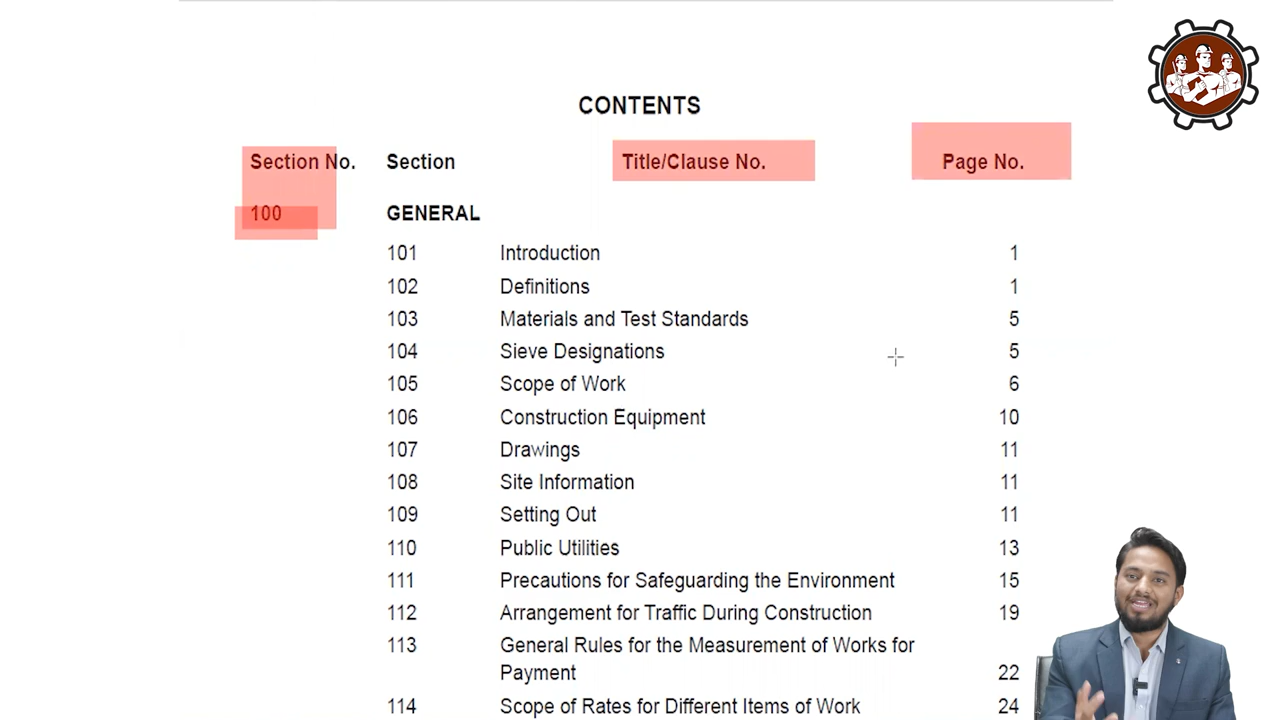 CONTENTS
Section No. Section Title/Clause No. Page No.
100 GENERAL
101 Introduction 1
102 Definitions 1
103 Materials and Test Standards 5
104 Sieve Designations 5
105 Scope of Work 6
106 Construction Equipment 10
107 Drawings 11
108 Site Information 11
109 Setting Out 11
110 Public Utilities 13
111 Precautions for Safeguarding the Environment 15
112 Arrangement for Traffic During Construction 19
113 General Rules for the Measurement of Works for
Payment 22
114 Scope of Rates for Different Items of Work 24